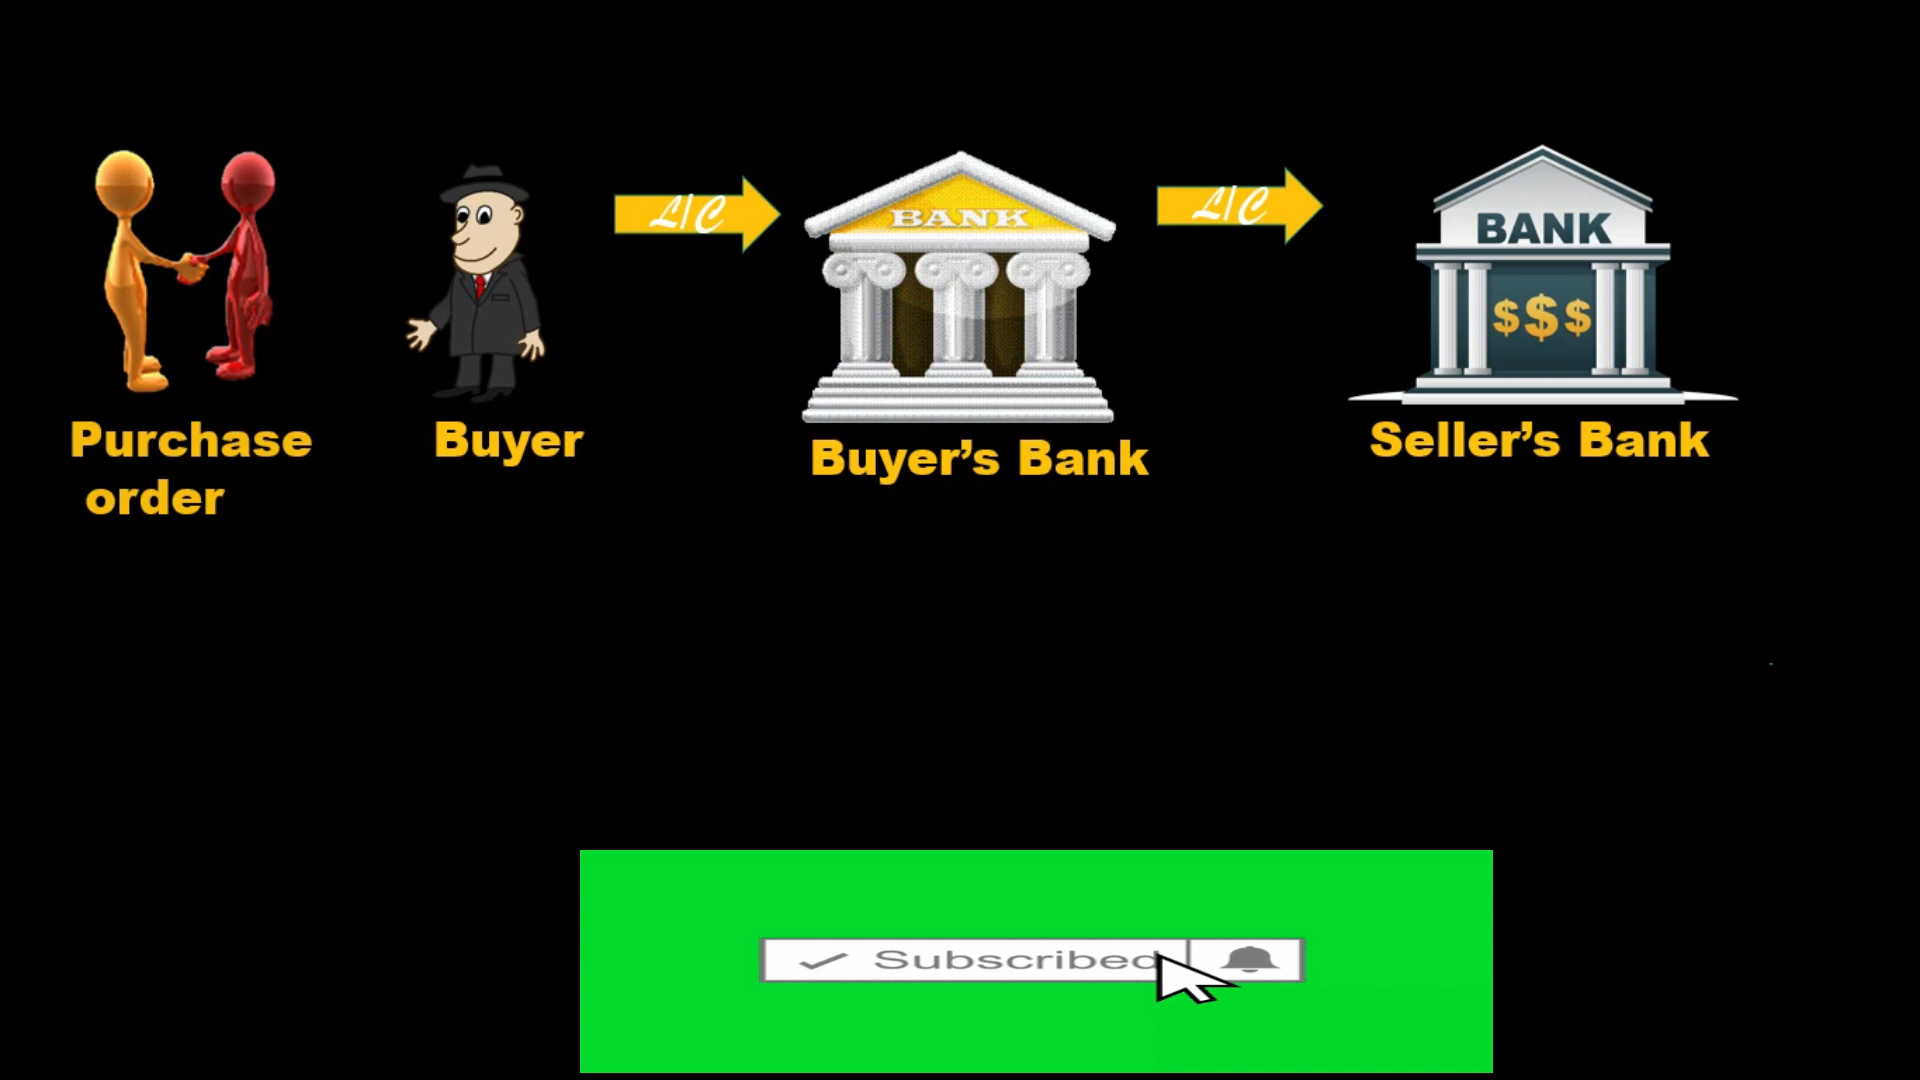 L/C
BANK
L/C
BANK
$$$
Purchase
order
Buyer
Buyer’s Bank
Seller’s Bank
Subscribed